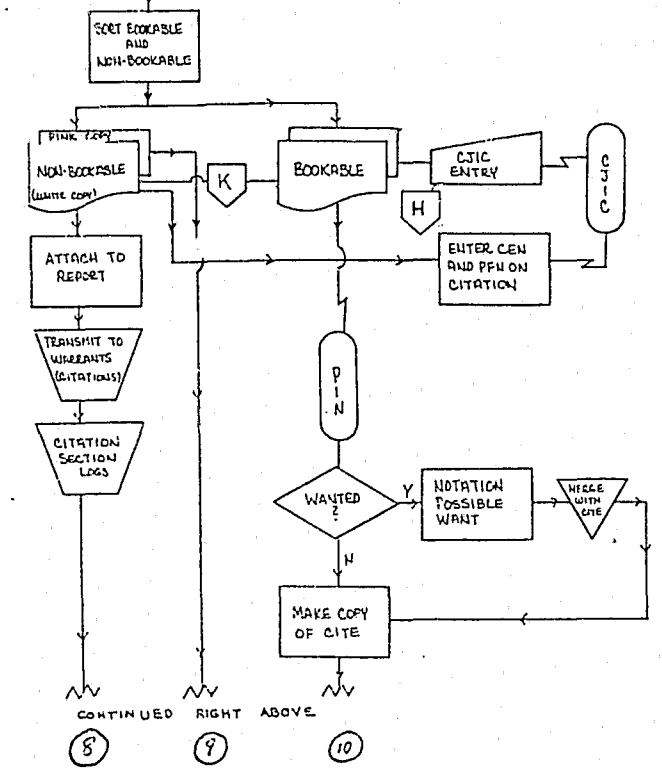 SORT BOOKABLE
AND
NON-BOOKABLE
PINK COPY
NON-BOOKABLE
(WHITE COPY)
K
BOOKABLE
CJIC
ENTRY
H
CJIC
ATTACH TO
REPORT
ENTER CEN
AND PFN ON
CITATION
TRANSMIT TO
WARRANTS
(CITATIONS)
PIN
CITATION
SECTION
LOGS
WANTED
?
Y
NOTATION
POSSIBLE
WANT
MERGE
WITH
CITE
N
MAKE COPY
OF CITE
CONTINUED RIGHT ABOVE
8
9
10